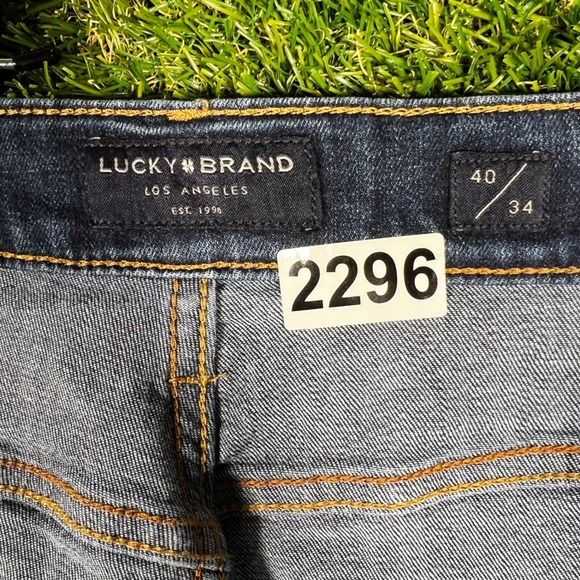 LUCKY BRAND
LOS ANGELES
EST. 1990
40
34
2296